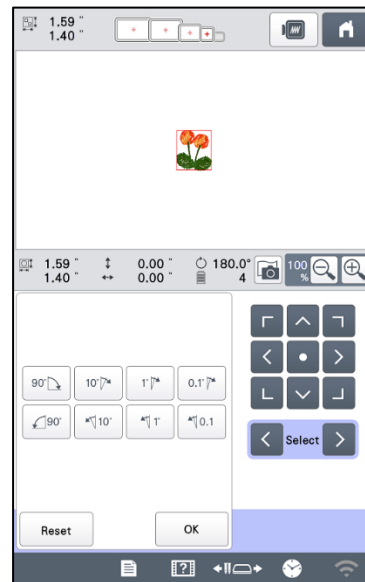 1.59 "
1.40 "
1.59 " 0.00 " 180.0°
1.40 " 0.00 " 4
100
%
90° 10° 1° 0.1°
90° 10° 1° 0.1
Select
Reset OK